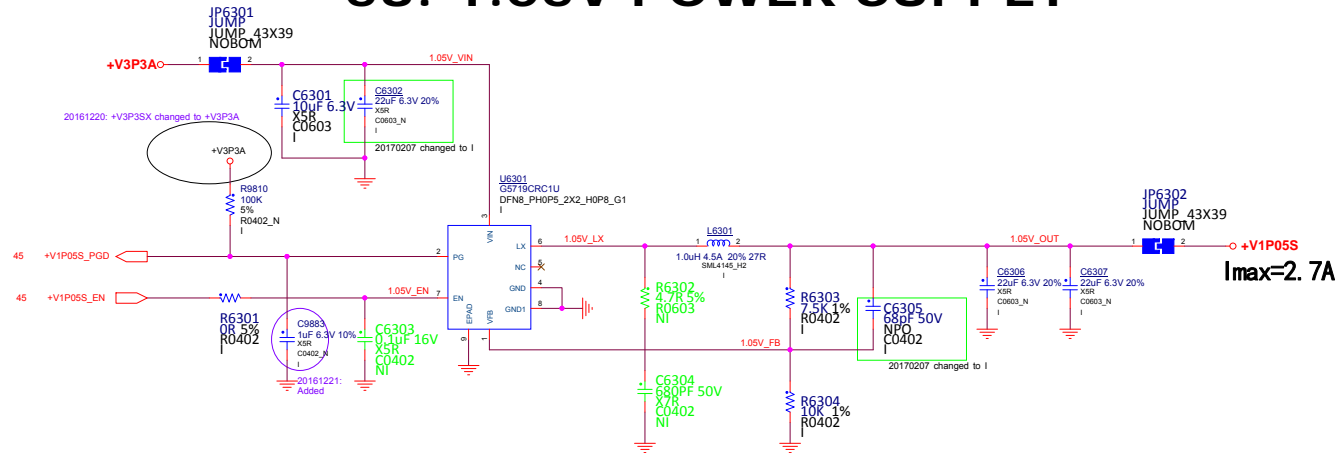 JP6301
JUMP
JUMP_43X39
NOBOM
+V3P3A
1
2
1.05V_VIN
C6301
10uF 6.3V
X5R
C0603
I
C6302
22uF 6.3V 20%
X5R
C0603_N
I
20170207 changed to I
20161220: +V3P3SX changed to +V3P3A
+V3P3A
R9810
100K
5%
R0402_N
I
U6301
G5719CRC1U
DFN8_PH0P5_2X2_H0P8_G1
I
3
VIN
45 +V1P05S_PGD
2
PG
45 +V1P05S_EN
1.05V_EN
7
EN
LX
6
NC
5
GND
4
GND1
8
EPAD
9
VFB
1
R6301
0R 5%
R0402
I
C9883
1uF 6.3V 10%
X5R
C0402_N
I
20161221:
Added
C6303
0.1uF 16V
X5R
C0402
NI
1.05V_LX
L6301
1
2
1.0uH 4.5A 20% 27R
SML4145_H2
I
R6302
4.7R 5%
R0603
NI
C6304
680PF 50V
X7R
C0402
NI
R6303
7.5K 1%
R0402
I
1.05V_FB
R6304
10K 1%
R0402
I
C6305
68pF 50V
NPO
C0402
I
20170207 changed to I
1.05V_OUT
C6306
22uF 6.3V 20%
X5R
C0603_N
I
C6307
22uF 6.3V 20%
X5R
C0603_N
I
JP6302
JUMP
JUMP_43X39
NOBOM
1
2
+V1P05S
Imax=2.7A